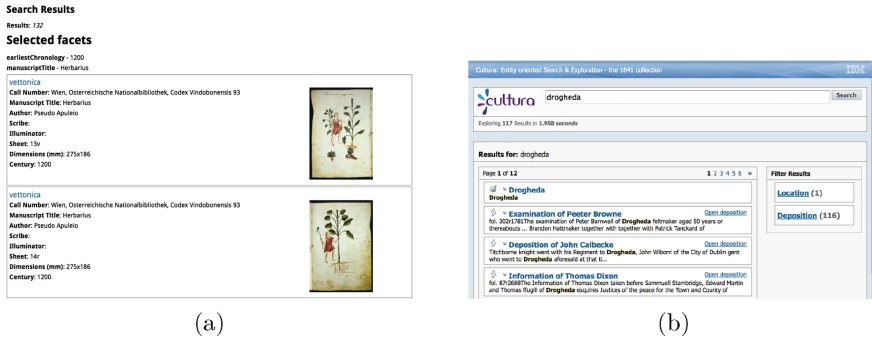 Search Results
Results: 132
Selected facets
earliestChronology - 1200
manuscriptTitle - Herbarius
vettonica
Call Number: Wien, Osterreichische Nationalbibliothek, Codex Vindobonensis 93
Manuscript Title: Herbarius
Author: Pseudo Apuleio
Scribe:
Illuminator:
Sheet: 13v
Dimensions (mm): 275x186
Century: 1200
vettonica
Call Number: Wien, Osterreichische Nationalbibliothek, Codex Vindobonensis 93
Manuscript Title: Herbarius
Author: Pseudo Apuleio
Scribe:
Illuminator:
Sheet: 14r
Dimensions (mm): 275x186
Century: 1200
(a)
Cultura: Entity oriented Search & Exploration - the 1641 collection
IBM
cultura
drogheda
Search
Exploring 117 Results in 1.958 seconds
Results for: drogheda
Page 1 of 12
1 2 3 4 5 6 »
Drogheda
Drogheda
Examination of Peeter Browne
Open deposition
fol. 302r1781The examination of Peter Barnwall of Drogheda feltmaker aged 50 years or
thereabouts ... Brandon Hattmaker together with together with Patrick Tanckard of
Deposition of John Calbecke
Open deposition
Titchborne knight went with his Regiment to Drogheda, John Wiborri of the City of Dublin gent
who went to Drogheda aforesaid at that ti...
Information of Thomas Dixon
Open deposition
fol. 87r2688The Information of Thomas Dixon taken before Sammuell Stambridge, Edward Martin
and Thomas ffugill of Drogheda esquires Justices of the peace for the Town and County of
Filter Results
Location (1)
Deposition (116)
(b)